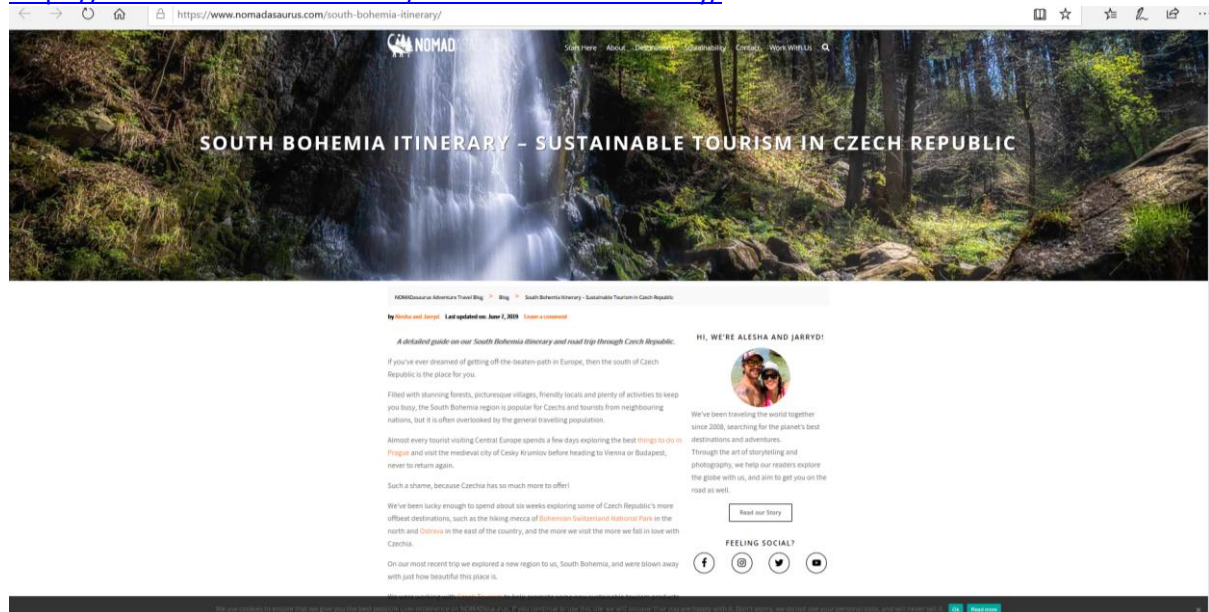 https://www.nomadasaurus.com/south-bohemia-itinerary/
NOMAD
Start Here About Destinations Sustainability Contact Work With Us
SOUTH BOHEMIA ITINERARY – SUSTAINABLE TOURISM IN CZECH REPUBLIC
NOMADasaurus Adventure Travel Blog > Blog > South Bohemia Itinerary – Sustainable Tourism in Czech Republic
by Alesha and Jarryd Last updated on: June 7, 2019 Leave a comment
A detailed guide on our South Bohemia itinerary and road trip through Czech Republic.
If you've ever dreamed of getting off-the-beaten-path in Europe, then the south of Czech
Republic is the place for you.
Filled with stunning forests, picturesque villages, friendly locals and plenty of activities to keep
you busy, the South Bohemia region is popular for Czechs and tourists from neighbouring
nations, but it is often overlooked by the general travelling population.
Almost every tourist visiting Central Europe spends a few days exploring the best things to do in
Prague and visit the medieval city of Cesky Krumlov before heading to Vienna or Budapest,
never to return again.
Such a shame, because Czechia has so much more to offer!
We've been lucky enough to spend about six weeks exploring some of Czech Republic's more
offbeat destinations, such as the hiking mecca of Bohemian Switzerland National Park in the
north and Ostrava in the east of the country, and the more we visit the more we fall in love with
Czechia.
On our most recent trip we explored a new region to us, South Bohemia, and were blown away
with just how beautiful this place is.
HI, WE'RE ALESHA AND JARRYD!
We've been traveling the world together
since 2008, searching for the planet's best
destinations and adventures.
Through the art of storytelling and
photography, we help our readers explore
the globe with us, and aim to get you on the
road as well.
Read our Story
FEELING SOCIAL?
Ok Read more